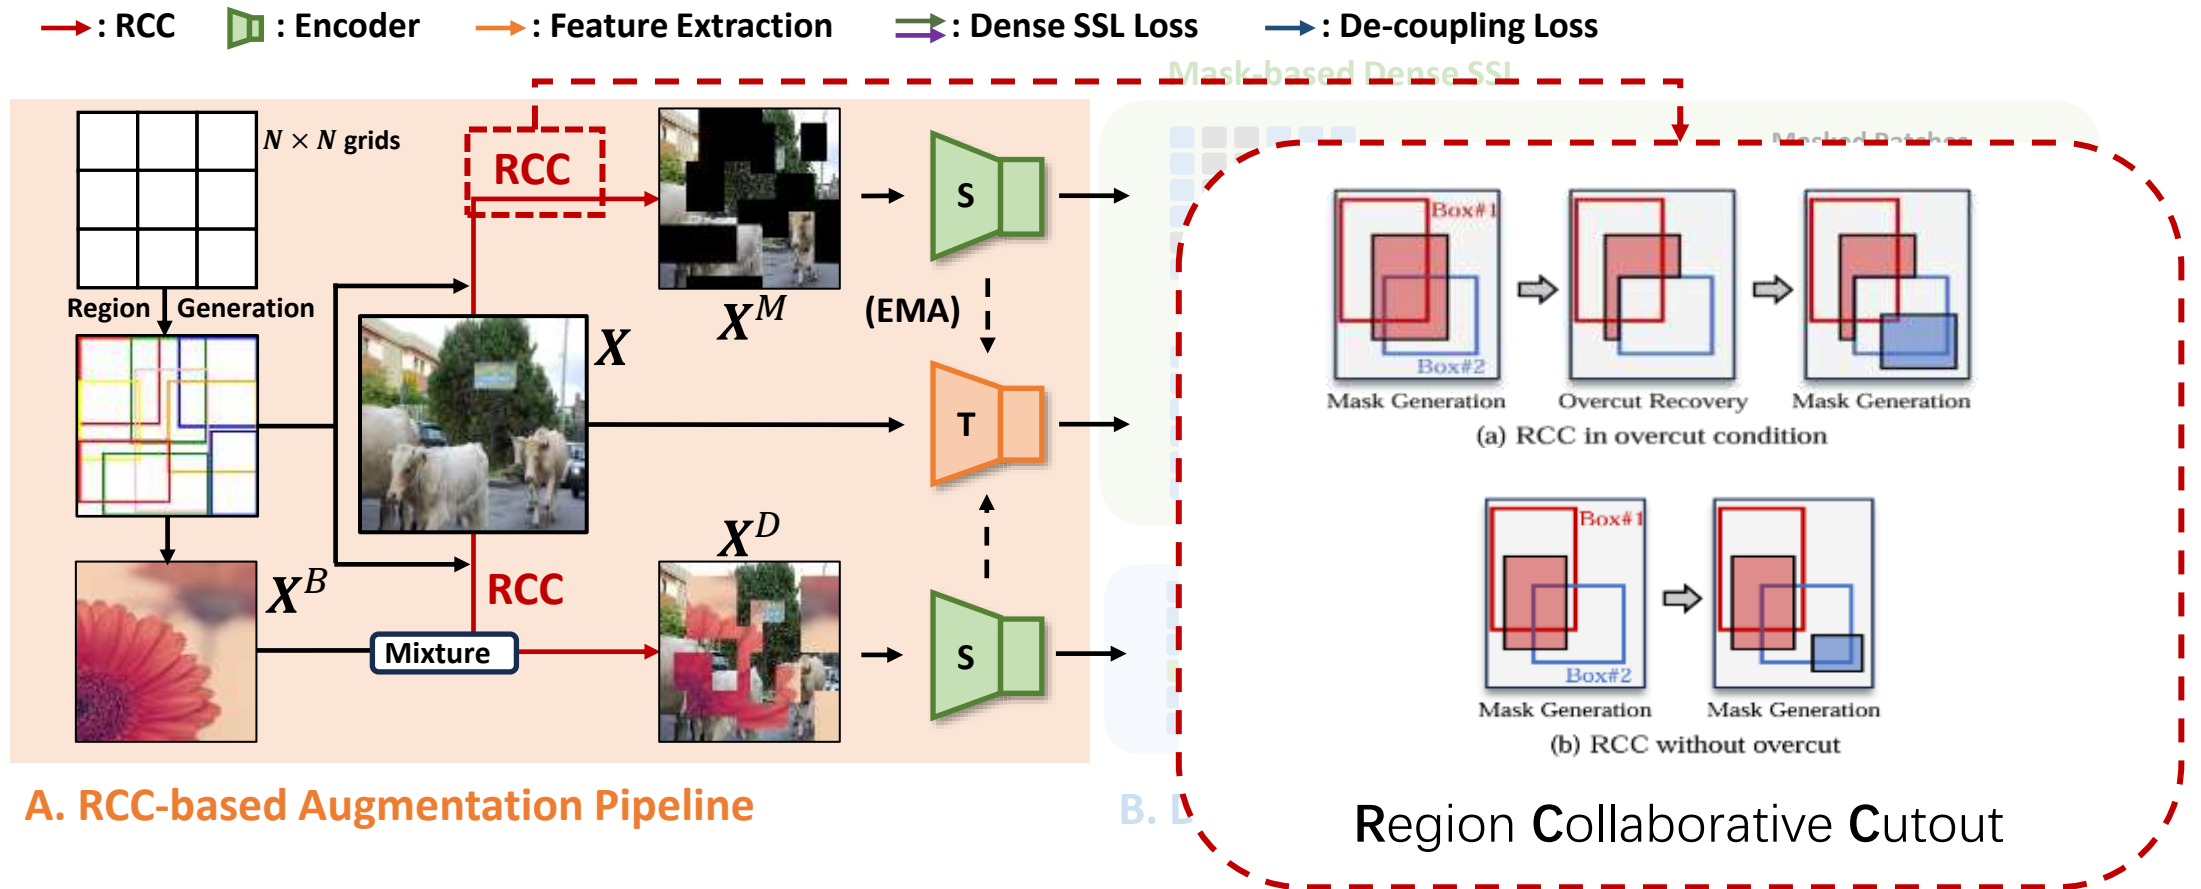 : RCC : Encoder : Feature Extraction : Dense SSL Loss : De-coupling Loss
Mask-based Dense SSL
N × N grids
RCC
Region Generation
X^M
(EMA)
X
S
T
S
X^B
X^D
RCC
Mixture
A. RCC-based Augmentation Pipeline
B. D
Masked Patches
Box#1
Box#2
Mask Generation Overcut Recovery Mask Generation
(a) RCC in overcut condition
Box#1
Box#2
Mask Generation Mask Generation
(b) RCC without overcut
Region Collaborative Cutout